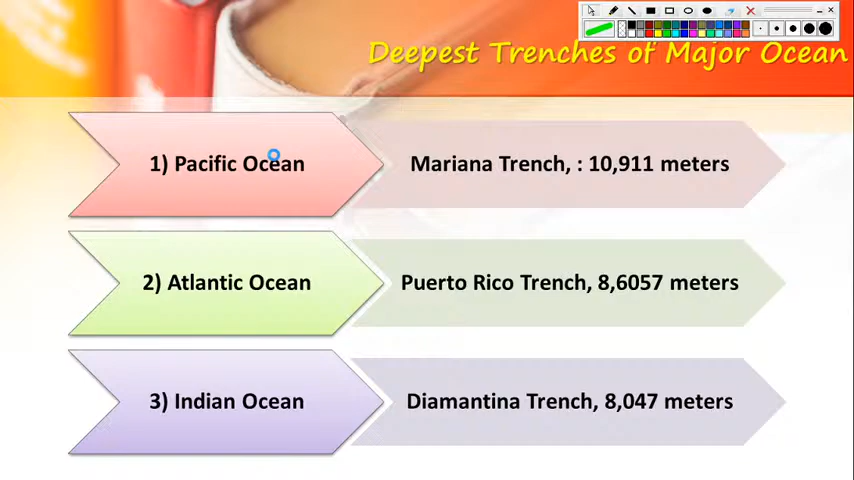 Deepest Trenches of Major Ocean
1) Pacific Ocean
Mariana Trench, : 10,911 meters
2) Atlantic Ocean
Puerto Rico Trench, 8,6057 meters
3) Indian Ocean
Diamantina Trench, 8,047 meters